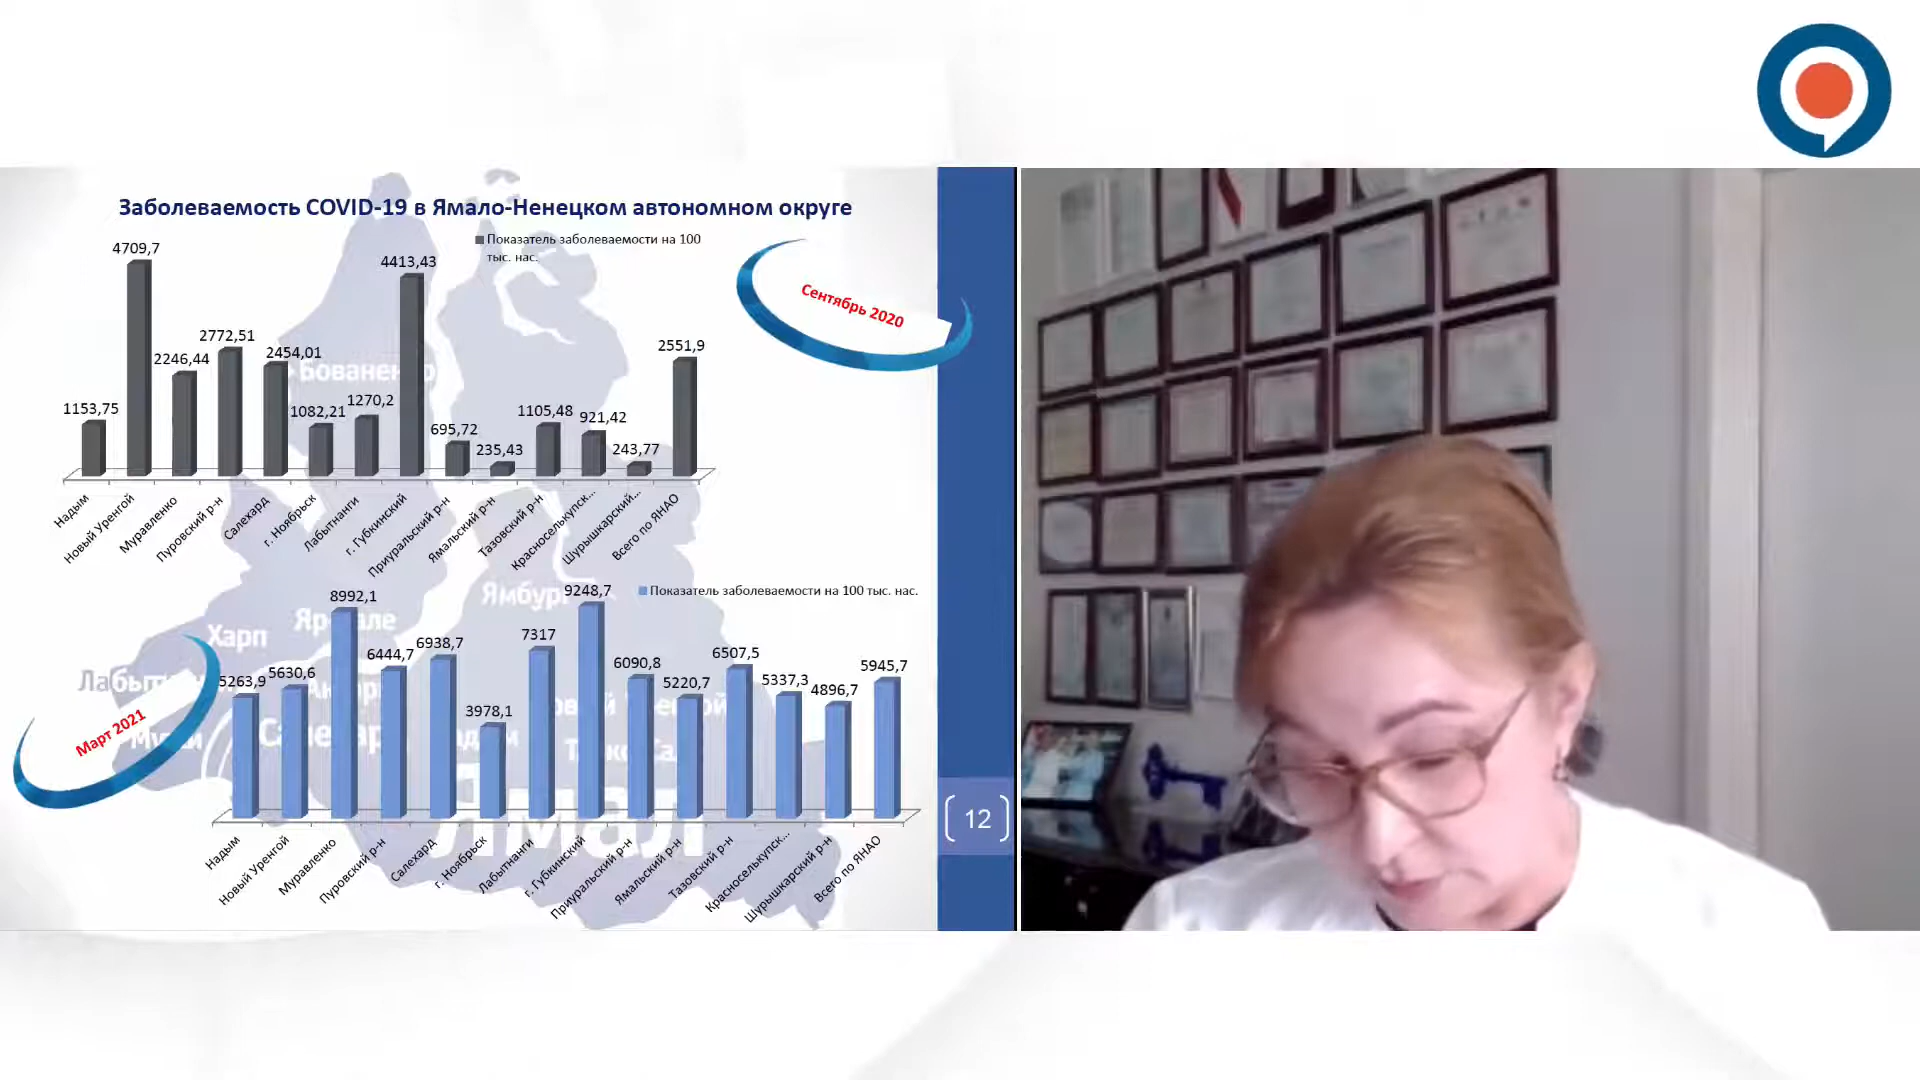 Заболеваемость COVID-19 в Ямало-Ненецком автономном округе
Показатель заболеваемости на 100
тыс. нас.
Сентябрь 2020
4709,7
4413,43
2772,51
2246,44
2454,01
2551,9
1153,75
1082,21
1270,2
695,72
235,43
1105,48
921,42
243,77
Надым
Новый Уренгой
Муравленко
Пуровский р-н
Салехард
г. Ноябрьск
Лабытнанги
г. Губкинский
Приуральский р-н
Ямальский р-н
Тазовский р-н
Красноселькупск...
Шурышкарский...
Всего по ЯНАО
Показатель заболеваемости на 100 тыс. нас.
Март 2021
5263,9
5630,6
8992,1
6444,7
6938,7
3978,1
7317
9248,7
6090,8
5220,7
6507,5
5337,3
4896,7
5945,7
Надым
Новый Уренгой
Муравленко
Пуровский р-н
Салехард
г. Ноябрьск
Лабытнанги
г. Губкинский
Приуральский р-н
Ямальский р-н
Тазовский р-н
Красноселькупск...
Шурышкарский р-н
Всего по ЯНАО
Харп
Ямал
12